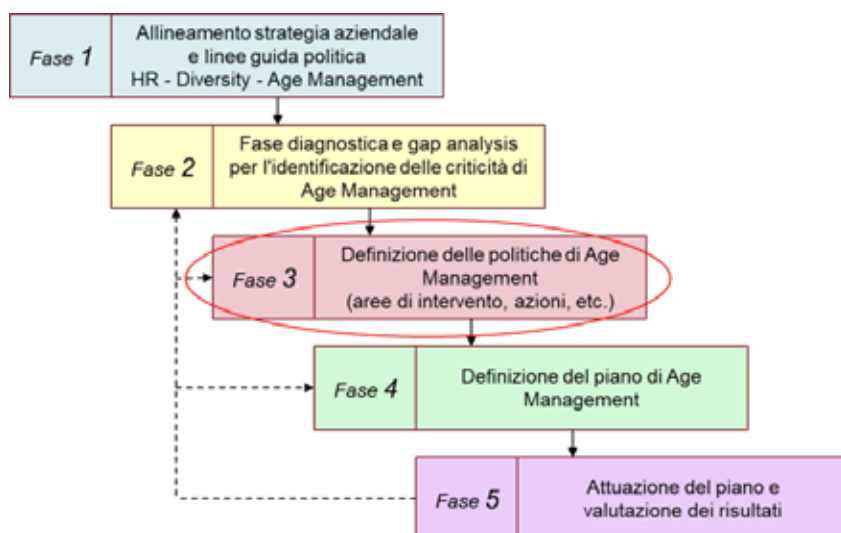 Fase 1
Allineamento strategia aziendale
e linee guida politica
HR - Diversity - Age Management
Fase 2
Fase diagnostica e gap analysis
per l'identificazione delle criticità di
Age Management
Fase 3
Definizione delle politiche di Age
Management
(aree di intervento, azioni, etc.)
Fase 4
Definizione del piano di Age
Management
Fase 5
Attuazione del piano e
valutazione dei risultati